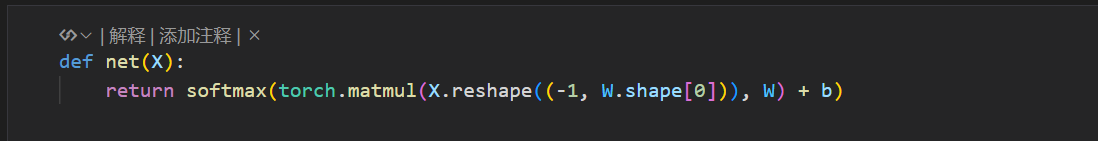 | 解释 | 添加注释 | ×
def net(X):
    return softmax(torch.matmul(X.reshape((-1, W.shape[0])), W) + b)